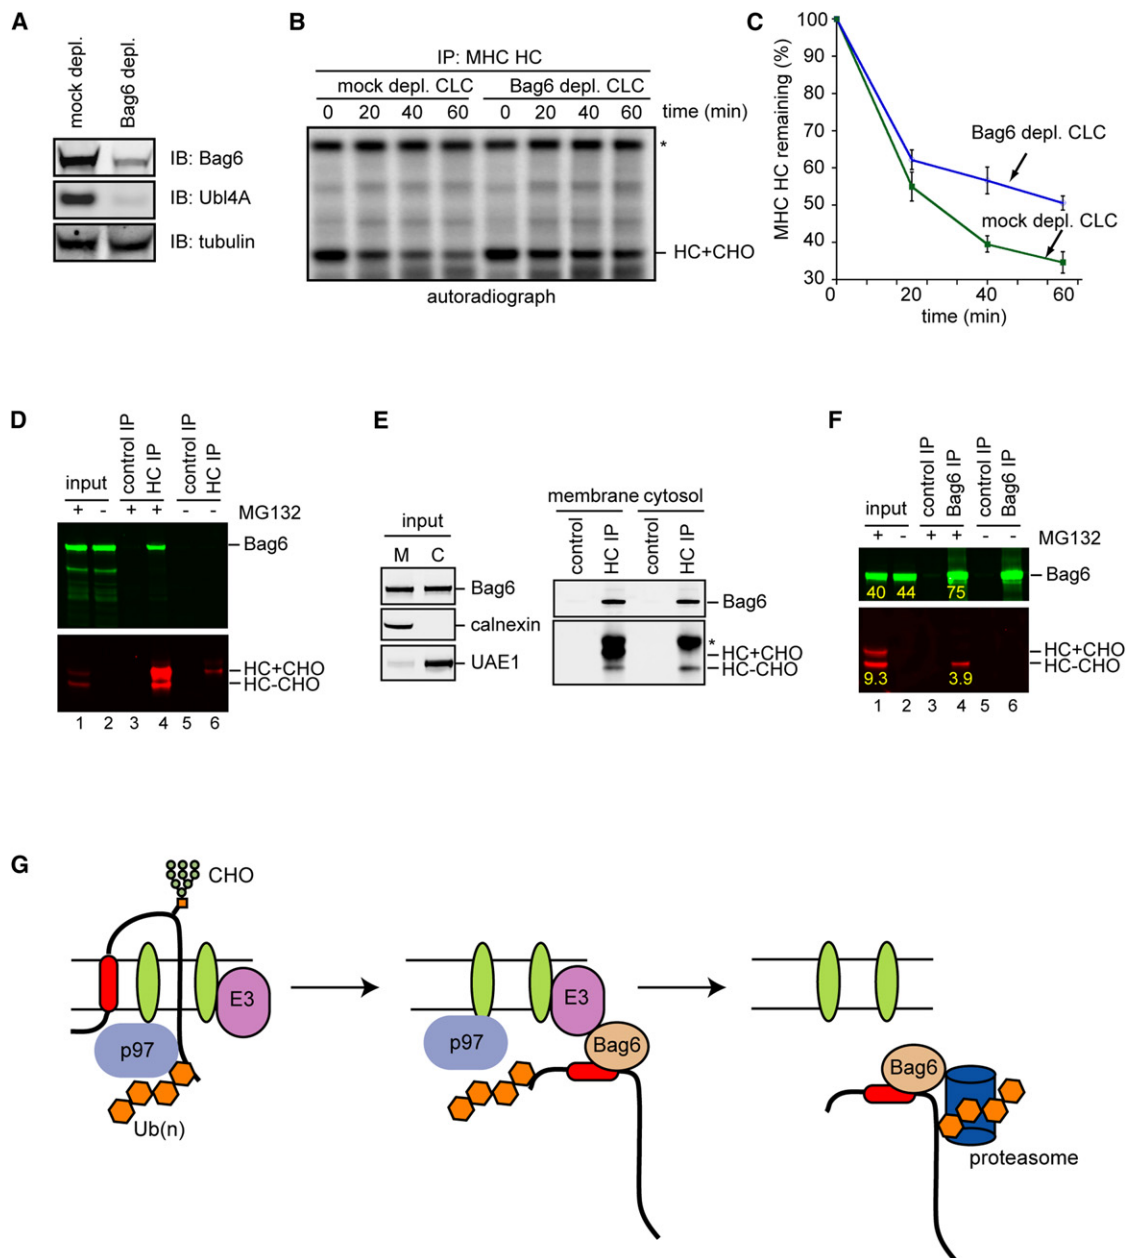 A
mock depl.
Bag6 depl.
IB: Bag6
IB: Ubl4A
IB: tubulin
B
IP: MHC HC
mock depl. CLC Bag6 depl. CLC
0 20 40 60 0 20 40 60 time (min)
*
HC+CHO
autoradiograph
C
MHC HC remaining (%)
100
90
80
70
60
50
40
30
0 20 40 60
time (min)
Bag6 depl. CLC
mock depl. CLC
D
input
control IP
HC IP
control IP
HC IP
+ - + + - - MG132
Bag6
HC+CHO
HC-CHO
1 2 3 4 5 6
E
input
M C
Bag6
calnexin
UAE1
membrane cytosol
control
HC IP
control
HC IP
Bag6
*
HC+CHO
HC-CHO
F
input
control IP
Bag6 IP
control IP
Bag6 IP
+ - + + - - MG132
Bag6
40 44 75
HC+CHO
HC-CHO
9.3 3.9
1 2 3 4 5 6
G
CHO
E3
p97
Ub(n)
E3
p97
Bag6
Bag6
proteasome